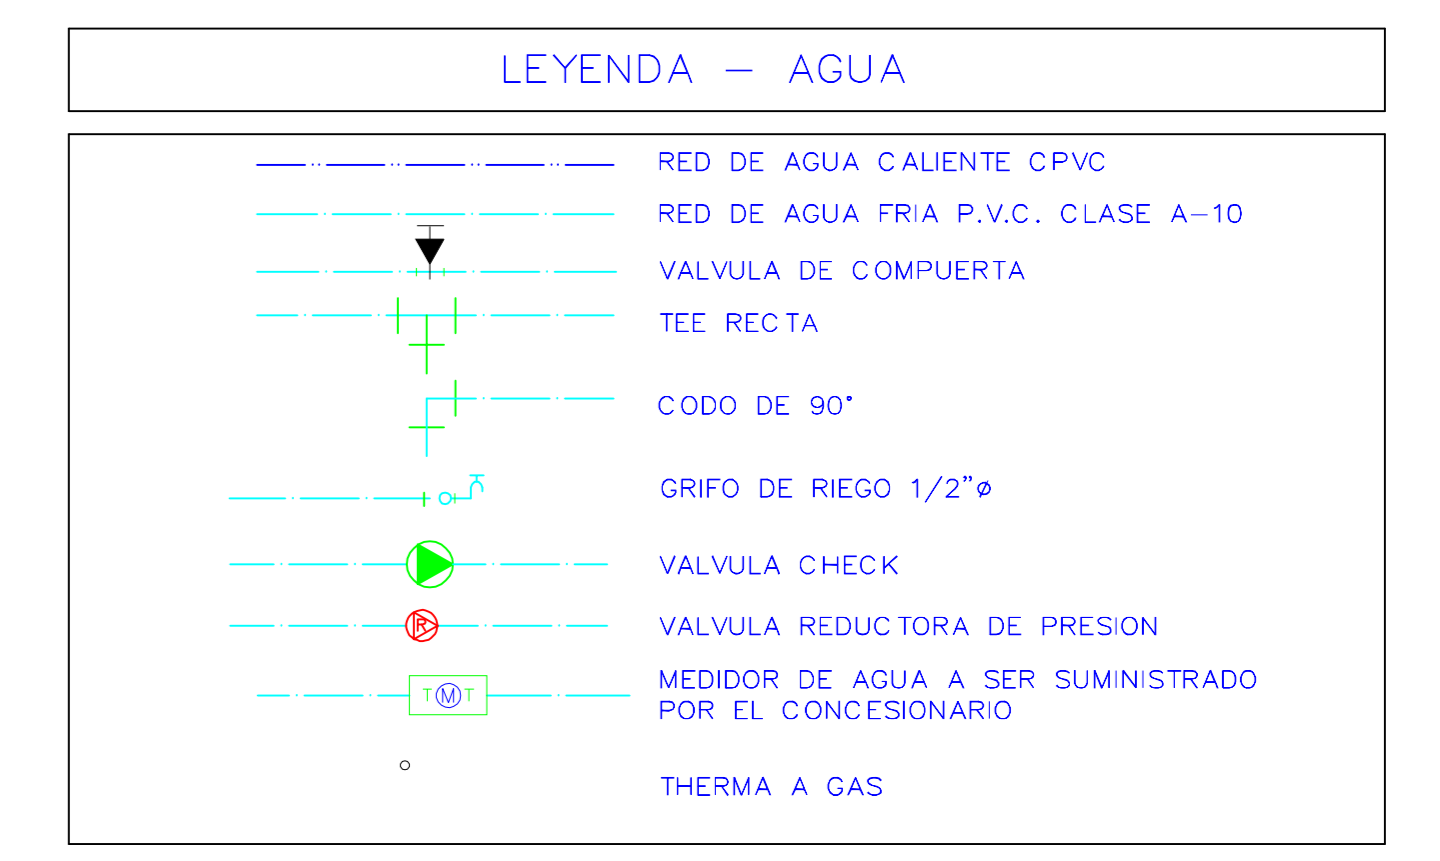 LEYENDA – AGUA
RED DE AGUA CALIENTE CPVC
RED DE AGUA FRIA P.V.C. CLASE A–10
VALVULA DE COMPUERTA
TEE RECTA
CODO DE 90°
GRIFO DE RIEGO 1/2”ø
VALVULA CHECK
R
VALVULA REDUCTORA DE PRESION
T M T
MEDIDOR DE AGUA A SER SUMINISTRADO
POR EL CONCESIONARIO
THERMA A GAS